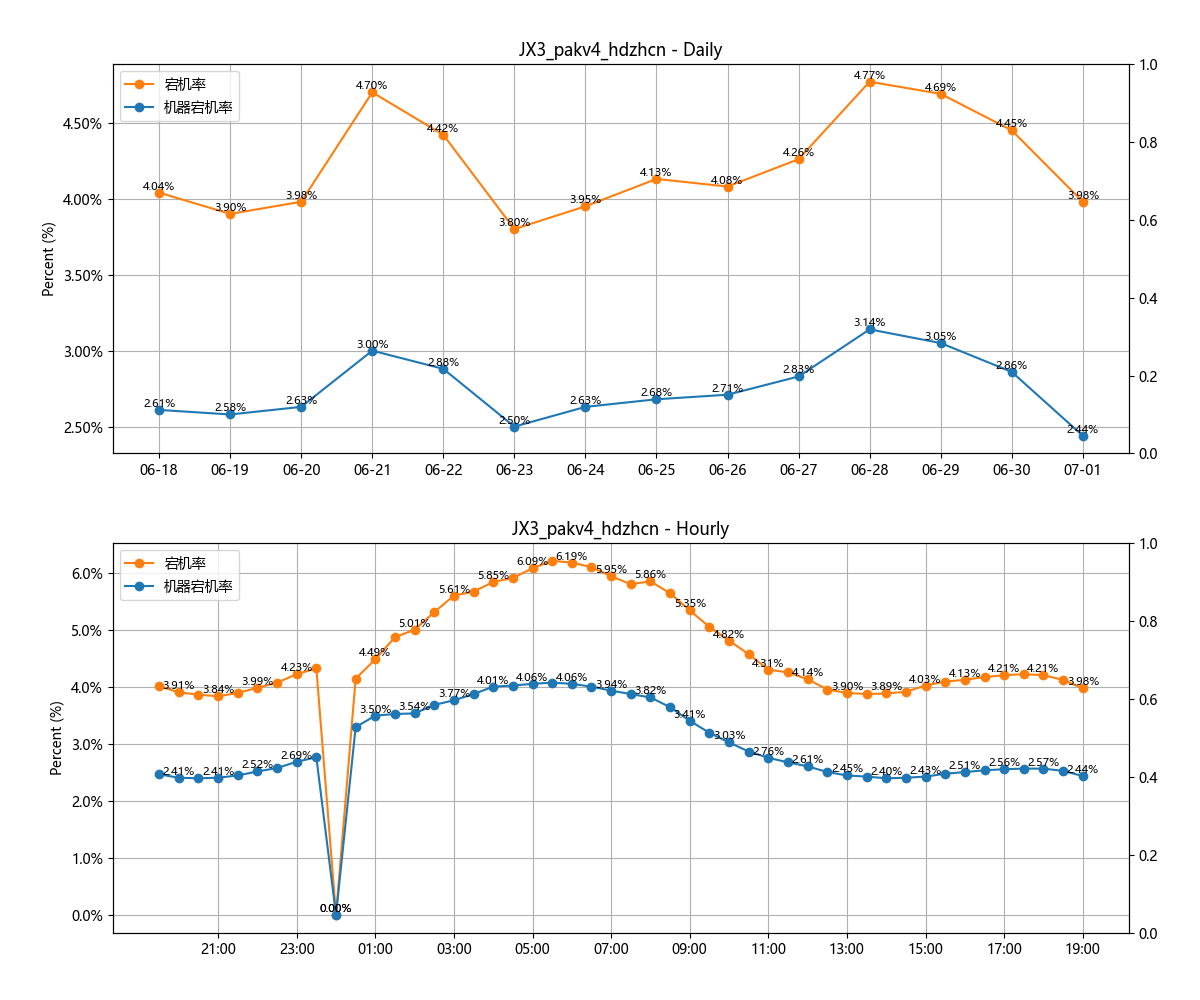 JX3_pakv4_hdzhcn - Daily
宕机率
机器宕机率
Percent (%)
4.50%
4.00%
3.50%
3.00%
2.50%
1.0
0.8
0.6
0.4
0.2
0.0
4.04% 3.90% 3.98% 4.70% 4.42% 3.80% 3.95% 4.13% 4.08% 4.26% 4.77% 4.69% 4.45% 3.98%
2.61% 2.58% 2.63% 3.00% 2.88% 2.50% 2.63% 2.68% 2.71% 2.83% 3.14% 3.05% 2.86% 2.44%
06-18 06-19 06-20 06-21 06-22 06-23 06-24 06-25 06-26 06-27 06-28 06-29 06-30 07-01
JX3_pakv4_hdzhcn - Hourly
宕机率
机器宕机率
Percent (%)
6.0%
5.0%
4.0%
3.0%
2.0%
1.0%
0.0%
1.0
0.8
0.6
0.4
0.2
0.0
3.91% 3.84% 3.99% 4.23% 0.00% 4.49% 5.01% 5.61% 5.85% 6.09% 6.19% 5.95% 5.86% 5.35% 4.82% 4.31% 4.14% 3.90% 3.89% 4.03% 4.13% 4.21% 4.21% 3.98%
2.41% 2.41% 2.52% 2.69% 0.00% 3.50% 3.54% 3.77% 4.01% 4.06% 4.06% 3.94% 3.82% 3.41% 3.03% 2.76% 2.61% 2.45% 2.40% 2.43% 2.51% 2.56% 2.57% 2.44%
21:00 23:00 01:00 03:00 05:00 07:00 09:00 11:00 13:00 15:00 17:00 19:00